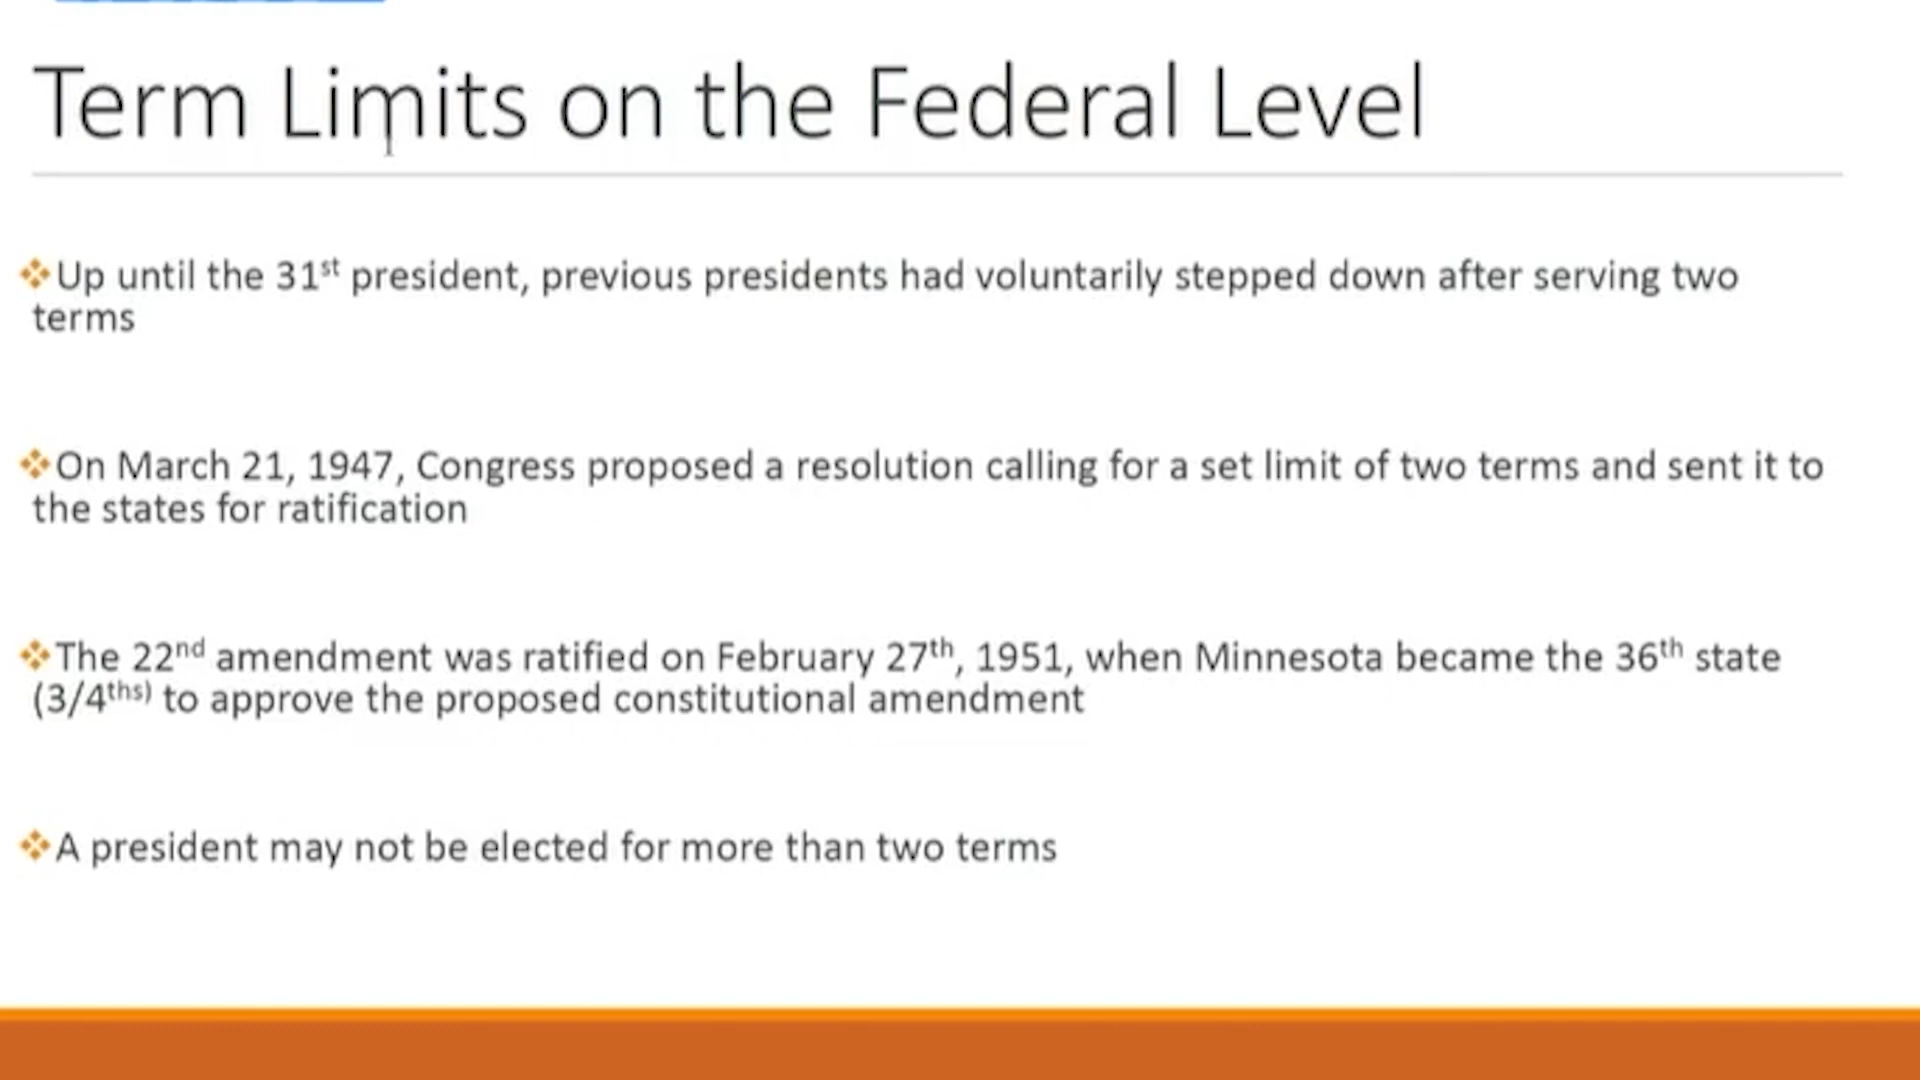 Term Limits on the Federal Level
❖Up until the 31st president, previous presidents had voluntarily stepped down after serving two
terms
❖On March 21, 1947, Congress proposed a resolution calling for a set limit of two terms and sent it to
the states for ratification
❖The 22nd amendment was ratified on February 27th, 1951, when Minnesota became the 36th state
(3/4ths) to approve the proposed constitutional amendment
❖A president may not be elected for more than two terms